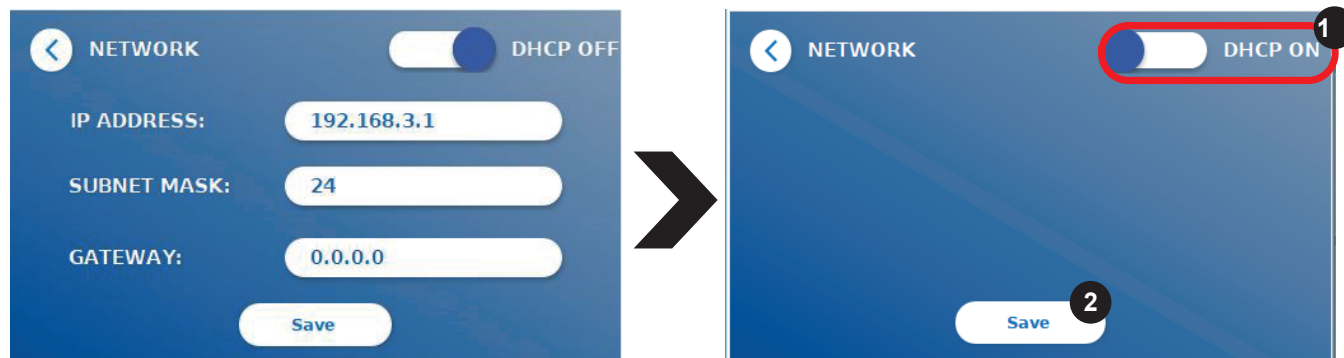 NETWORK DHCP OFF
IP ADDRESS: 192.168.3.1
SUBNET MASK: 24
GATEWAY: 0.0.0.0
Save
1
NETWORK DHCP ON
Save 2